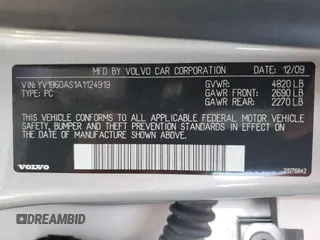 MFD BY VOLVO CAR CORPORATION DATE: 12/09
VIN: YV1960AS1A1124919 GVWR: 4820 LB
TYPE: PC GAWR FRONT: 2690 LB
GAWR REAR: 2270 LB
THIS VEHICLE CONFORMS TO ALL APPLICABLE FEDERAL MOTOR VEHICLE
SAFETY, BUMPER AND THEFT PREVENTION STANDARDS IN EFFECT ON THE
DATE OF MANUFACTURE SHOWN ABOVE.
VOLVO 31276842
DREAMBID